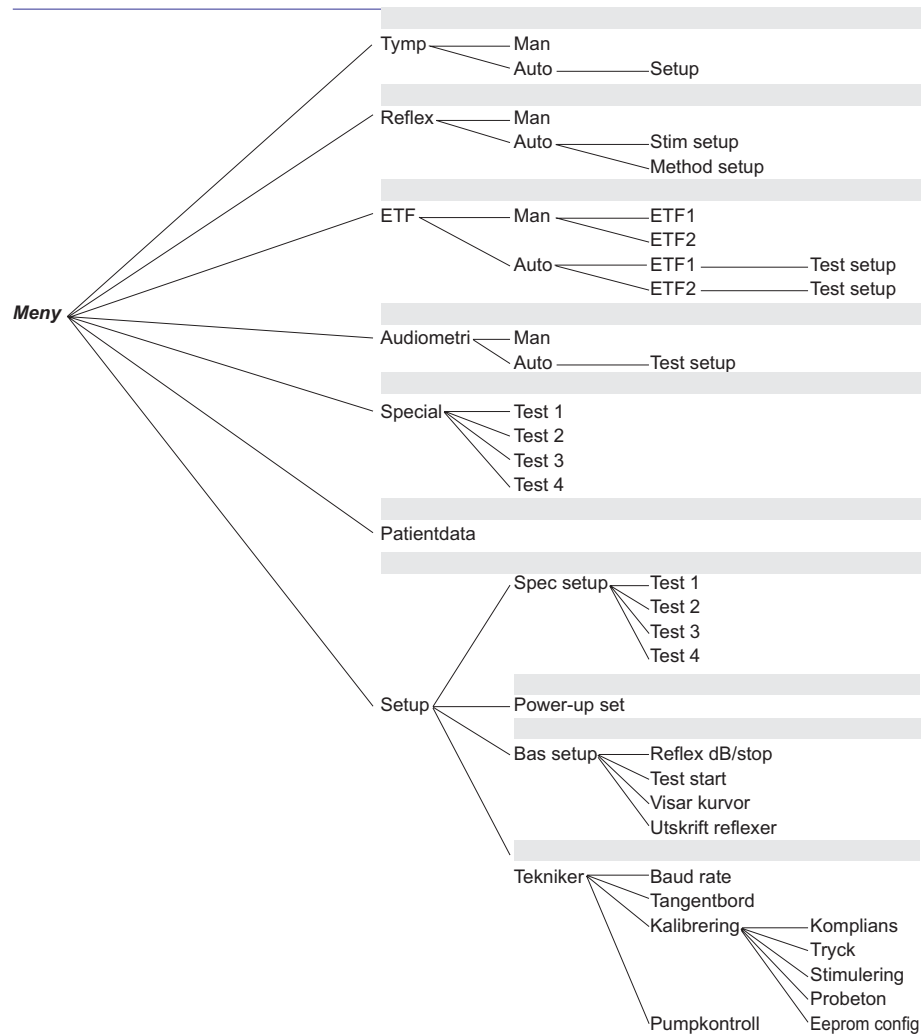 Tymp Man
Auto Setup
Reflex Man
Auto Stim setup
Method setup
ETF Man ETF1
ETF2
Auto ETF1 Test setup
ETF2 Test setup
Meny
Audiometri Man
Auto Test setup
Special Test 1
Test 2
Test 3
Test 4
Patientdata
Spec setup Test 1
Test 2
Test 3
Test 4
Setup Power-up set
Bas setup Reflex dB/stop
Test start
Visar kurvor
Utskrift reflexer
Tekniker Baud rate
Tangentbord
Kalibrering Komplians
Tryck
Stimulering
Probeton
Pumpkontroll Eeprom config